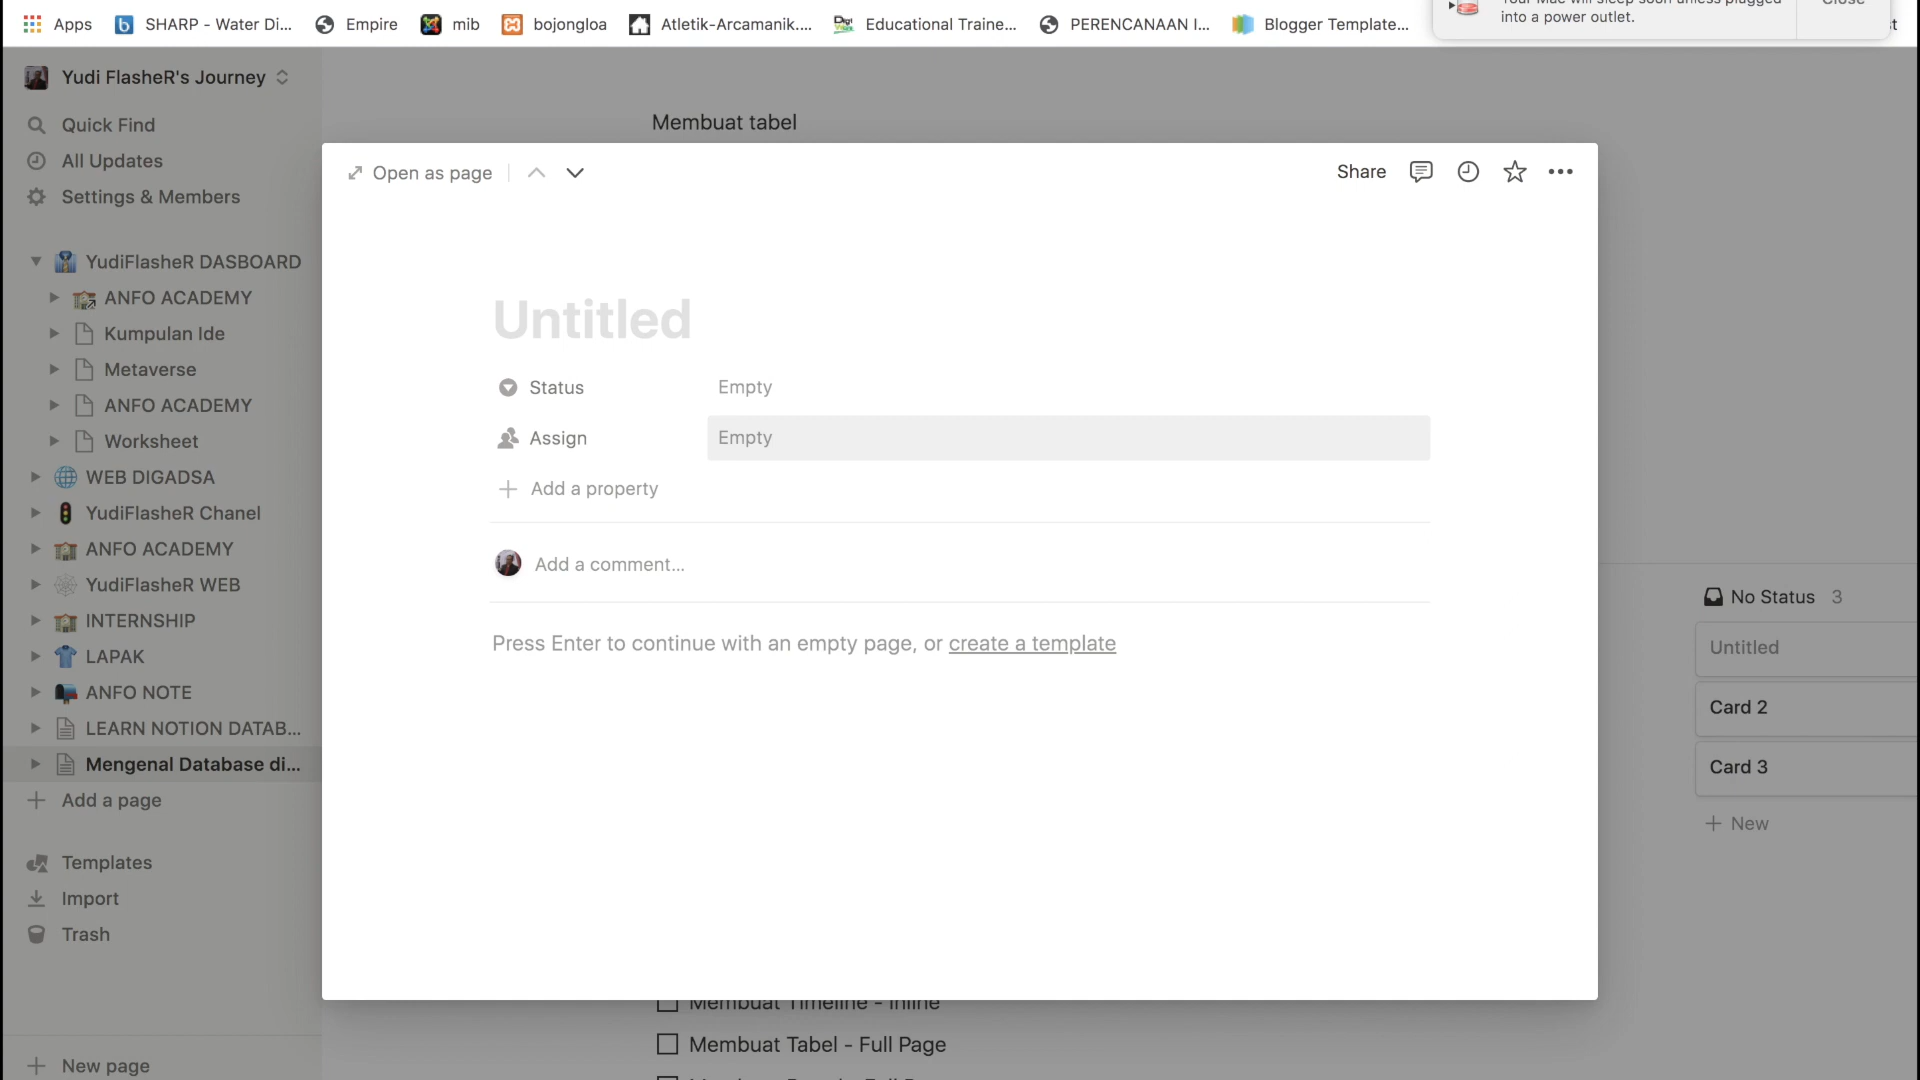 Apps
SHARP - Water Di...
Empire
mib
bojongloa
Atletik-Arcamanik....
Educational Traine...
PERENCANAAN I...
Blogger Template...
into a power outlet.
Yudi FlasheR's Journey
Quick Find
All Updates
Settings & Members
YudiFlasheR DASBOARD
ANFO ACADEMY
Kumpulan Ide
Metaverse
ANFO ACADEMY
Worksheet
WEB DIGADSA
YudiFlasheR Chanel
ANFO ACADEMY
YudiFlasheR WEB
INTERNSHIP
LAPAK
ANFO NOTE
LEARN NOTION DATAB...
Mengenal Database di...
Add a page
Templates
Import
Trash
New page
Membuat tabel
Open as page
Share
Untitled
Status Empty
Assign Empty
Add a property
Add a comment...
Press Enter to continue with an empty page, or create a template
No Status 3
Untitled
Card 2
Card 3
New
Membuat Timeline - Inline
Membuat Tabel - Full Page